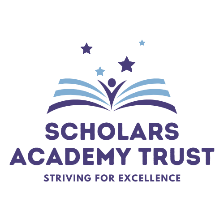 SCHOLARS
ACADEMY TRUST
STRIVING FOR EXCELLENCE